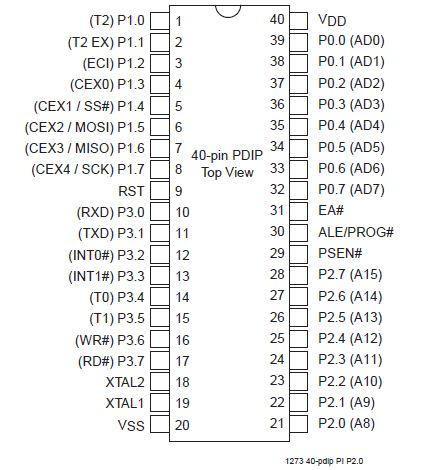 (T2) P1.0 1 40 VDD
(T2 EX) P1.1 2 39 P0.0 (AD0)
(ECI) P1.2 3 38 P0.1 (AD1)
(CEX0) P1.3 4 37 P0.2 (AD2)
(CEX1 / SS#) P1.4 5 36 P0.3 (AD3)
(CEX2 / MOSI) P1.5 6 35 P0.4 (AD4)
(CEX3 / MISO) P1.6 7 34 P0.5 (AD5)
40-pin PDIP
(CEX4 / SCK) P1.7 8 33 P0.6 (AD6)
Top View
RST 9 32 P0.7 (AD7)
(RXD) P3.0 10 31 EA#
(TXD) P3.1 11 30 ALE/PROG#
(INT0#) P3.2 12 29 PSEN#
(INT1#) P3.3 13 28 P2.7 (A15)
(T0) P3.4 14 27 P2.6 (A14)
(T1) P3.5 15 26 P2.5 (A13)
(WR#) P3.6 16 25 P2.4 (A12)
(RD#) P3.7 17 24 P2.3 (A11)
XTAL2 18 23 P2.2 (A10)
XTAL1 19 22 P2.1 (A9)
VSS 20 21 P2.0 (A8)
1273 40-pdip PI P2.0